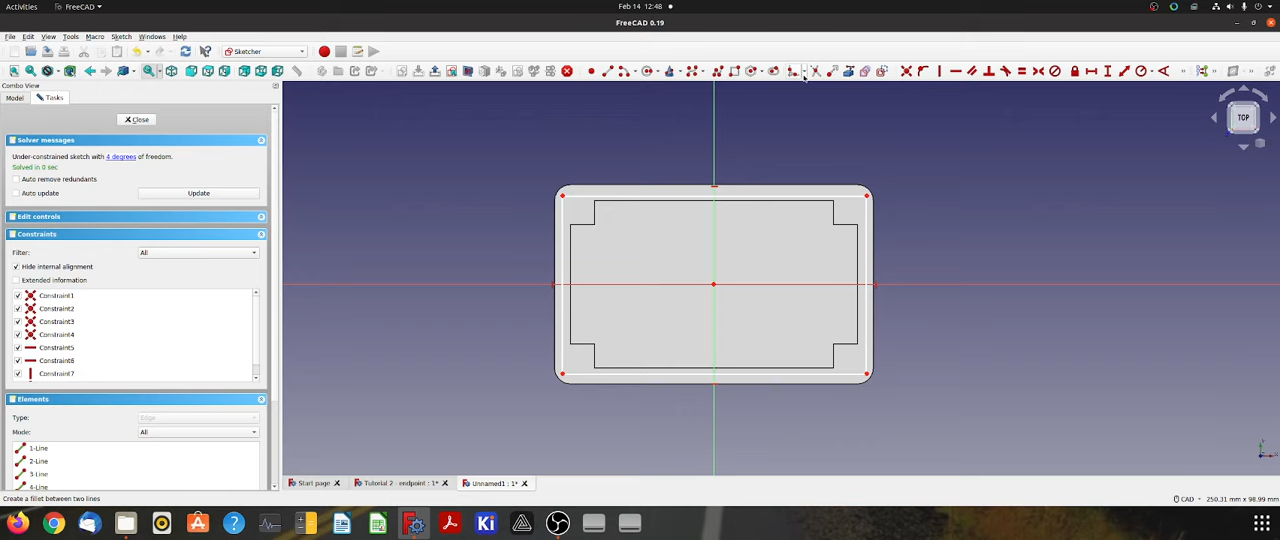 Activities
FreeCAD
Feb 14 12:48
FreeCAD 0.19
File Edit View Tools Macro Sketch Windows Help
Sketcher
Combo View
Model Tasks
Close
Solver messages
Under-constrained sketch with 4 degrees of freedom.
Solved in 0 sec
Auto remove redundants
Auto update
Update
Edit controls
Constraints
Filter:
All
Hide internal alignment
Extended information
Constraint1
Constraint2
Constraint3
Constraint4
Constraint5
Constraint6
Constraint7
Elements
Type:
Edge
Mode:
All
1-Line
2-Line
3-Line
4-Line
TOP
Start page
Tutorial 2 - endpoint : 1*
Unnamed1 : 1*
Create a fillet between two lines
CAD
250.31 mm x 98.99 mm
Ki